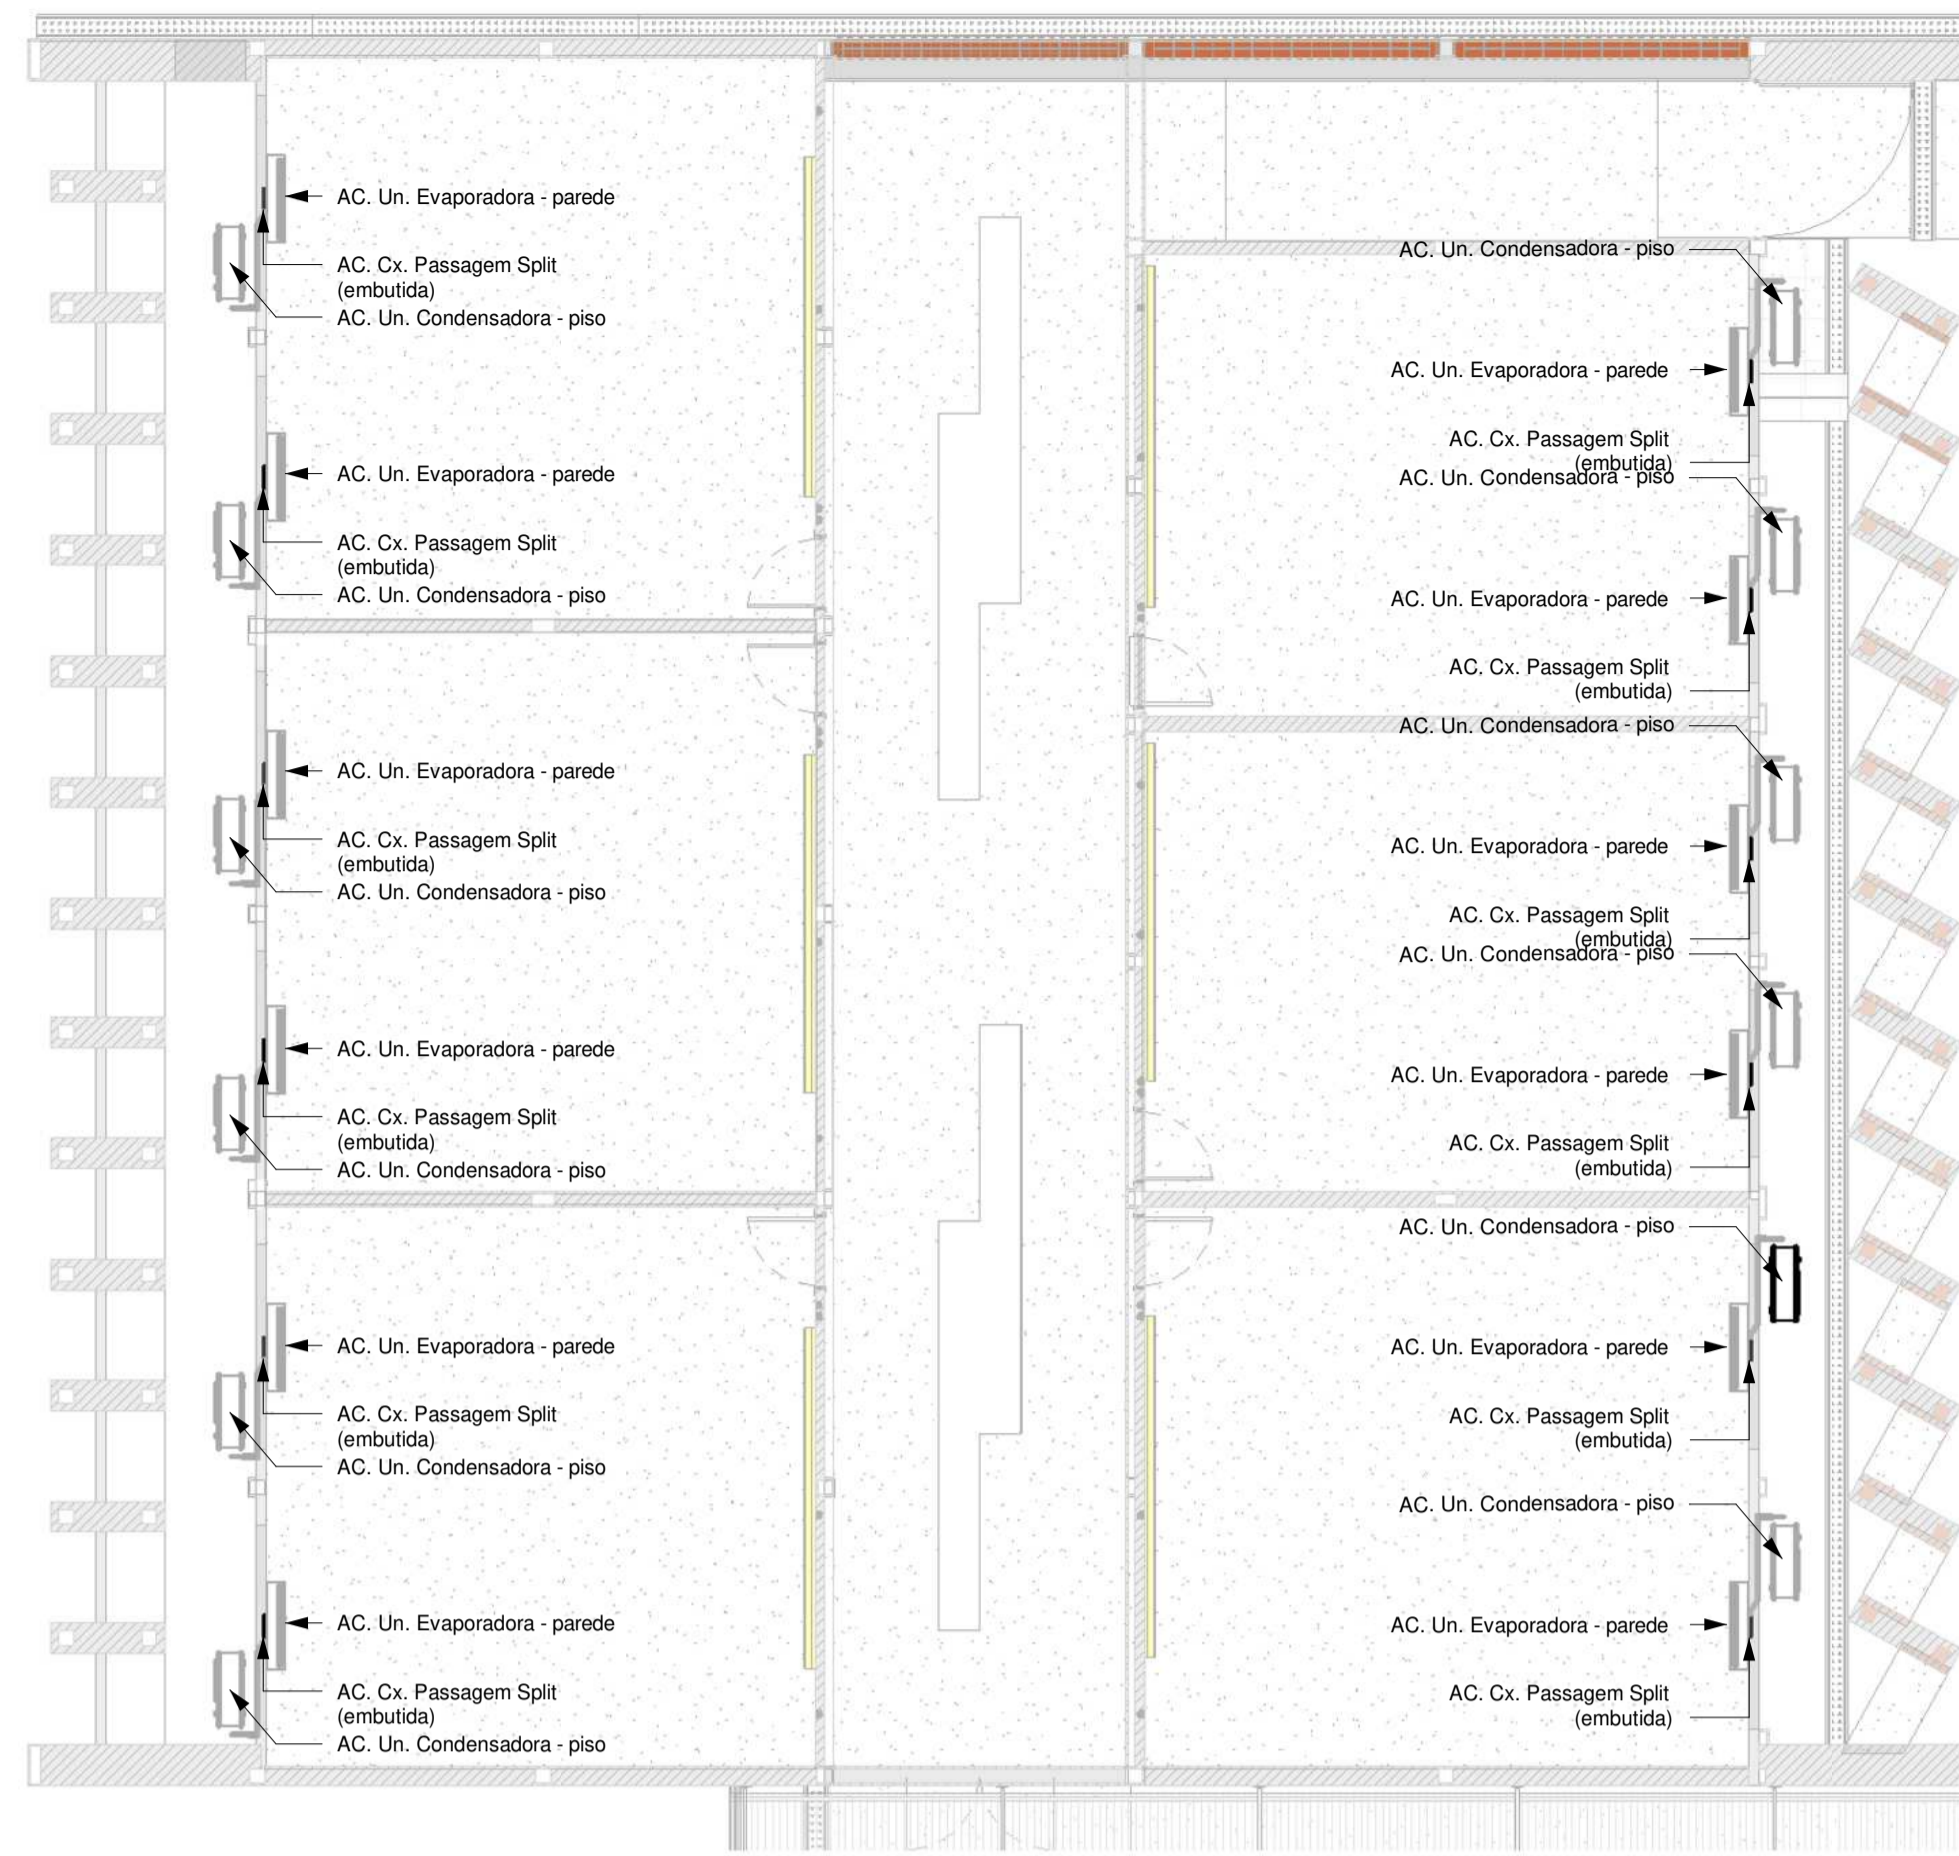 AC. Un. Evaporadora - parede
AC. Cx. Passagem Split
(embutida)
AC. Un. Condensadora - piso
AC. Un. Evaporadora - parede
AC. Cx. Passagem Split
(embutida)
AC. Un. Condensadora - piso
AC. Un. Evaporadora - parede
AC. Cx. Passagem Split
(embutida)
AC. Un. Condensadora - piso
AC. Un. Evaporadora - parede
AC. Cx. Passagem Split
(embutida)
AC. Un. Condensadora - piso
AC. Un. Evaporadora - parede
AC. Cx. Passagem Split
(embutida)
AC. Un. Condensadora - piso
AC. Un. Evaporadora - parede
AC. Cx. Passagem Split
(embutida)
AC. Un. Condensadora - piso
AC. Un. Condensadora - piso
AC. Un. Evaporadora - parede
AC. Cx. Passagem Split
(embutida)
AC. Un. Condensadora - piso
AC. Un. Evaporadora - parede
AC. Cx. Passagem Split
(embutida)
AC. Un. Condensadora - piso
AC. Un. Evaporadora - parede
AC. Cx. Passagem Split
(embutida)
AC. Un. Condensadora - piso
AC. Un. Evaporadora - parede
AC. Cx. Passagem Split
(embutida)
AC. Un. Condensadora - piso
AC. Un. Evaporadora - parede
AC. Cx. Passagem Split
(embutida)
AC. Un. Condensadora - piso
AC. Un. Evaporadora - parede
AC. Cx. Passagem Split
(embutida)